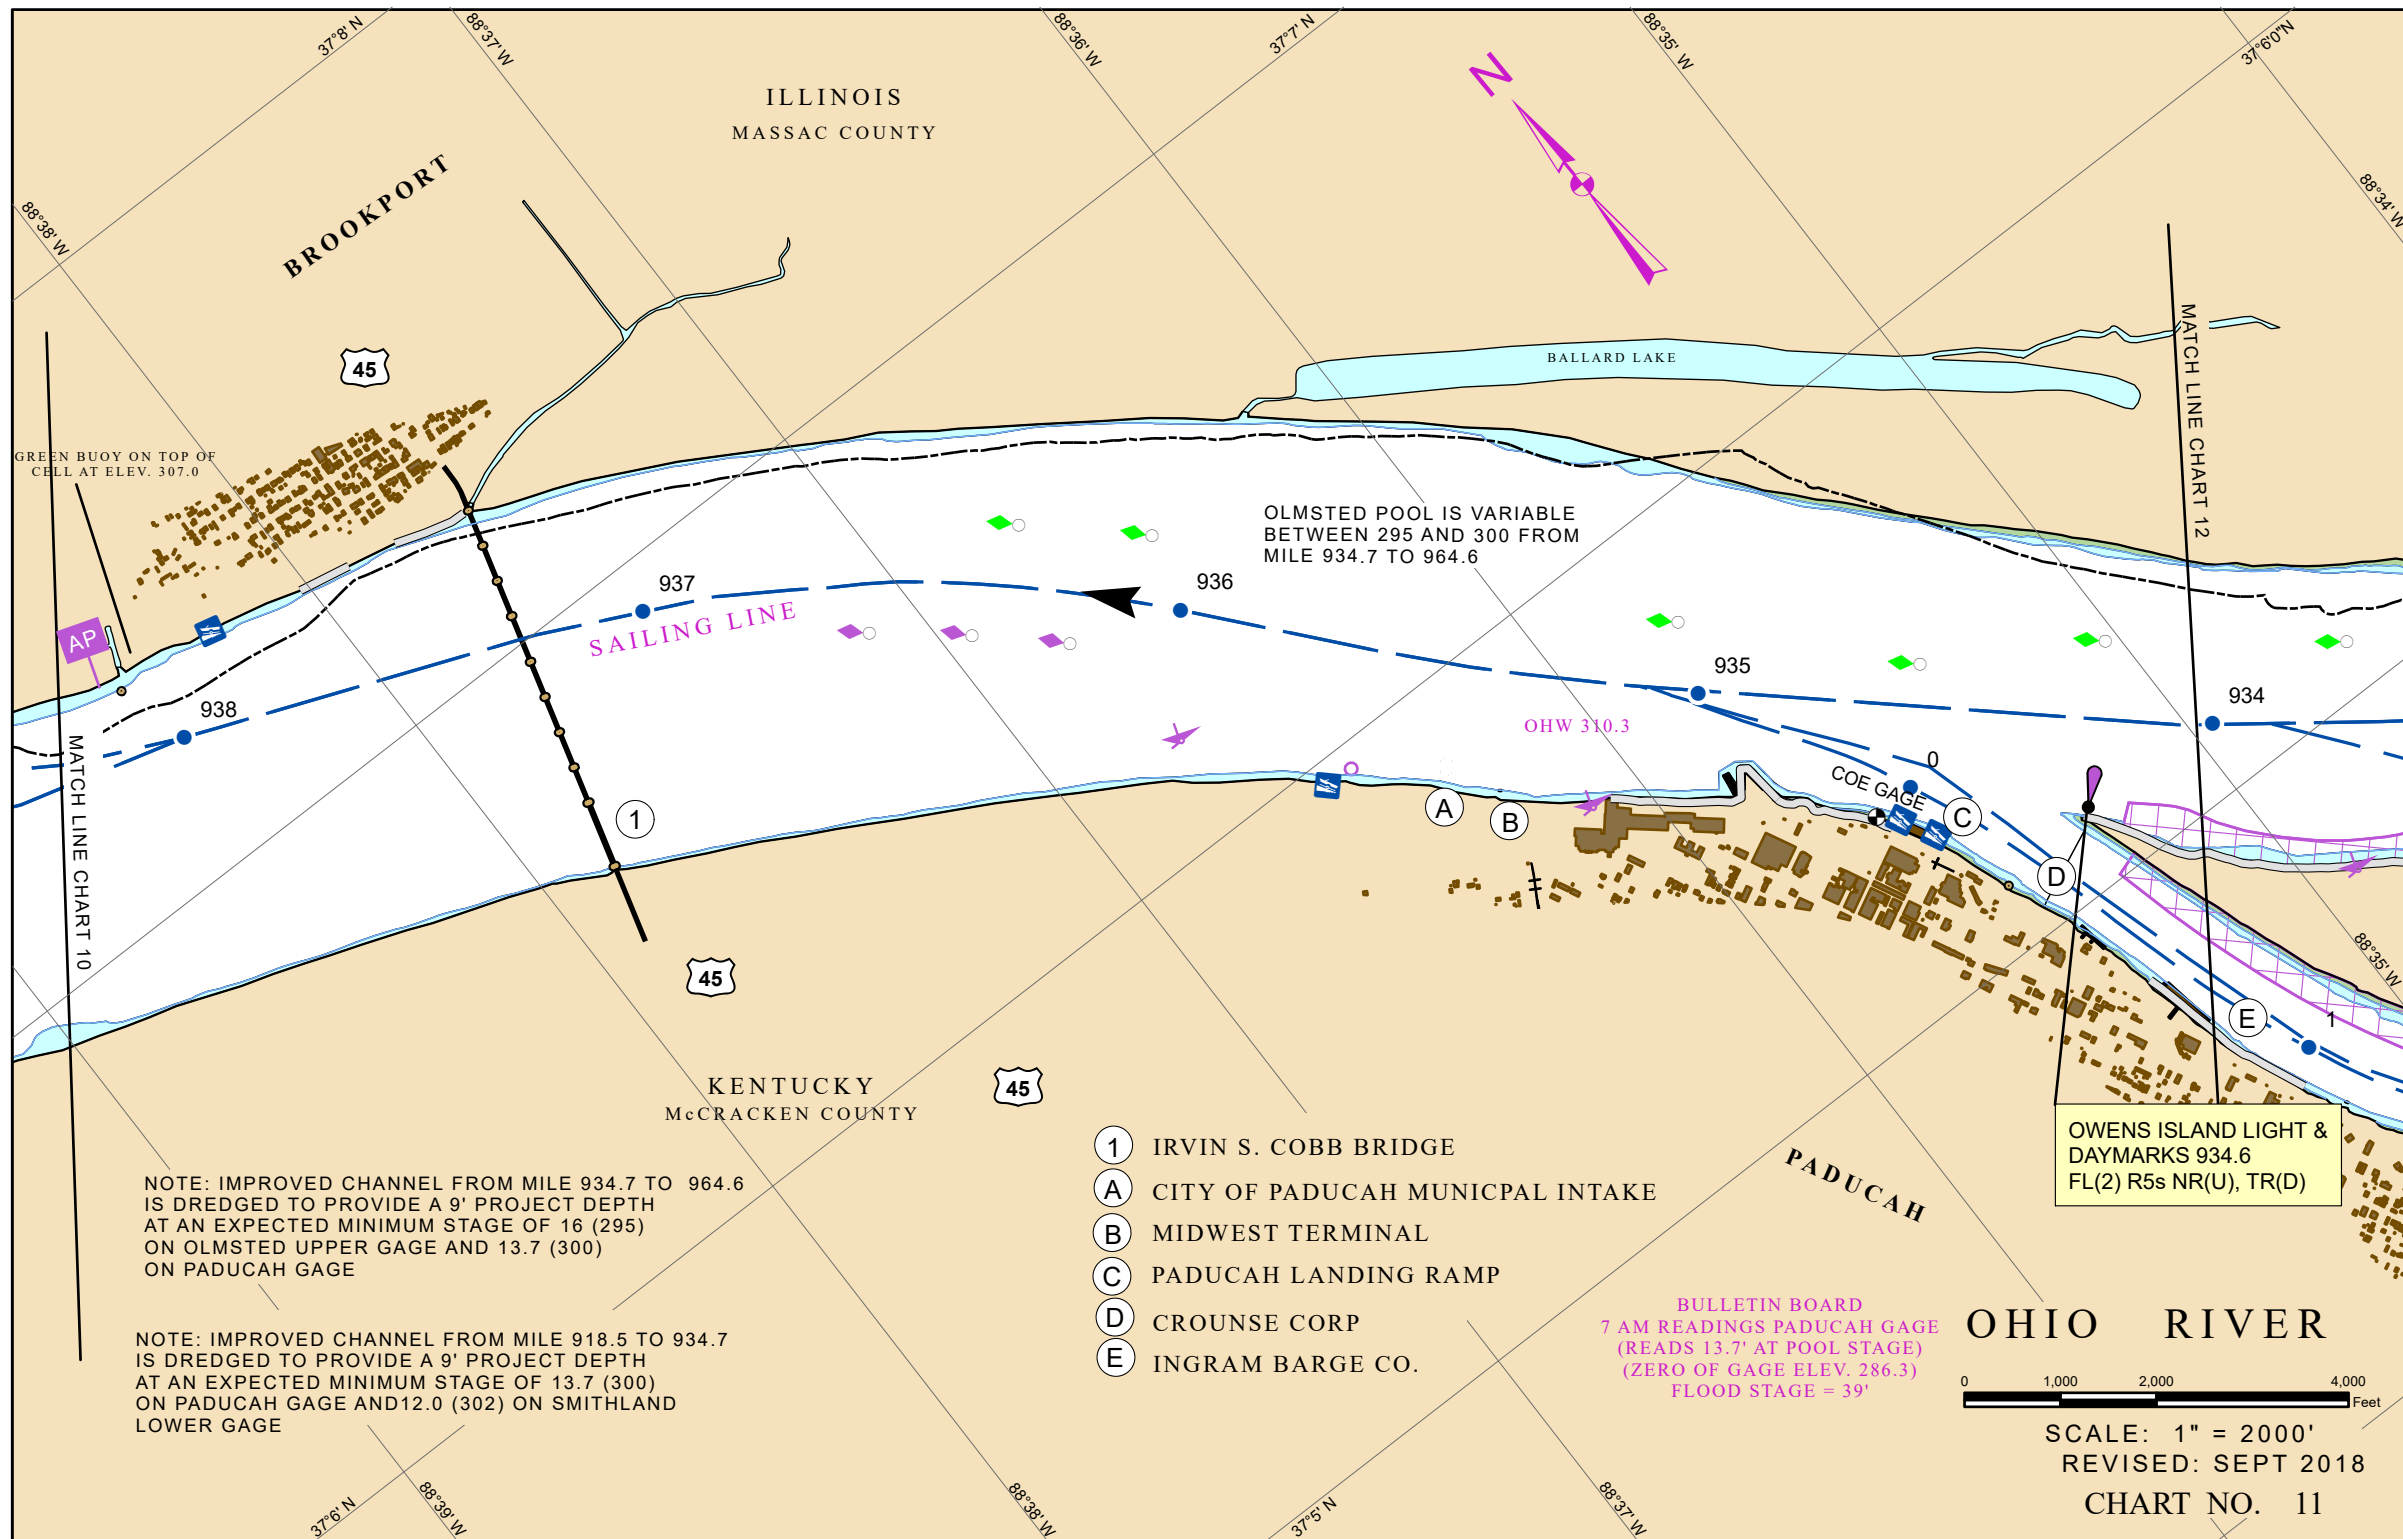 37°8' N
88°37' W
88°36' W
37°7' N
88°35' W
37°6'0"N
88°34' W
88°38' W
ILLINOIS
MASSAC COUNTY
N
BROOKPORT
45
GREEN BUOY ON TOP OF
CELL AT ELEV. 307.0
AP
BALLARD LAKE
MATCH LINE CHART 12
OLMSTED POOL IS VARIABLE
BETWEEN 295 AND 300 FROM
MILE 934.7 TO 964.6
938
937
936
935
934
SAILING LINE
OHW 310.3
MATCH LINE CHART 10
1
A
B
COE GAGE
0
C
D
E
1
88°35' W
45
45
KENTUCKY
McCRACKEN COUNTY
PADUCAH
OWENS ISLAND LIGHT &
DAYMARKS 934.6
FL(2) R5s NR(U), TR(D)
NOTE: IMPROVED CHANNEL FROM MILE 934.7 TO 964.6
IS DREDGED TO PROVIDE A 9' PROJECT DEPTH
AT AN EXPECTED MINIMUM STAGE OF 16 (295)
ON OLMSTED UPPER GAGE AND 13.7 (300)
ON PADUCAH GAGE
NOTE: IMPROVED CHANNEL FROM MILE 918.5 TO 934.7
IS DREDGED TO PROVIDE A 9' PROJECT DEPTH
AT AN EXPECTED MINIMUM STAGE OF 13.7 (300)
ON PADUCAH GAGE AND12.0 (302) ON SMITHLAND
LOWER GAGE
1 IRVIN S. COBB BRIDGE
A CITY OF PADUCAH MUNICPAL INTAKE
B MIDWEST TERMINAL
C PADUCAH LANDING RAMP
D CROUNSE CORP
E INGRAM BARGE CO.
BULLETIN BOARD
7 AM READINGS PADUCAH GAGE
(READS 13.7' AT POOL STAGE)
(ZERO OF GAGE ELEV. 286.3)
FLOOD STAGE = 39'
OHIO RIVER
0 1,000 2,000 4,000
Feet
SCALE: 1" = 2000'
REVISED: SEPT 2018
CHART NO. 11
37°6' N
88°39' W
88°38' W
37°5' N
88°37' W